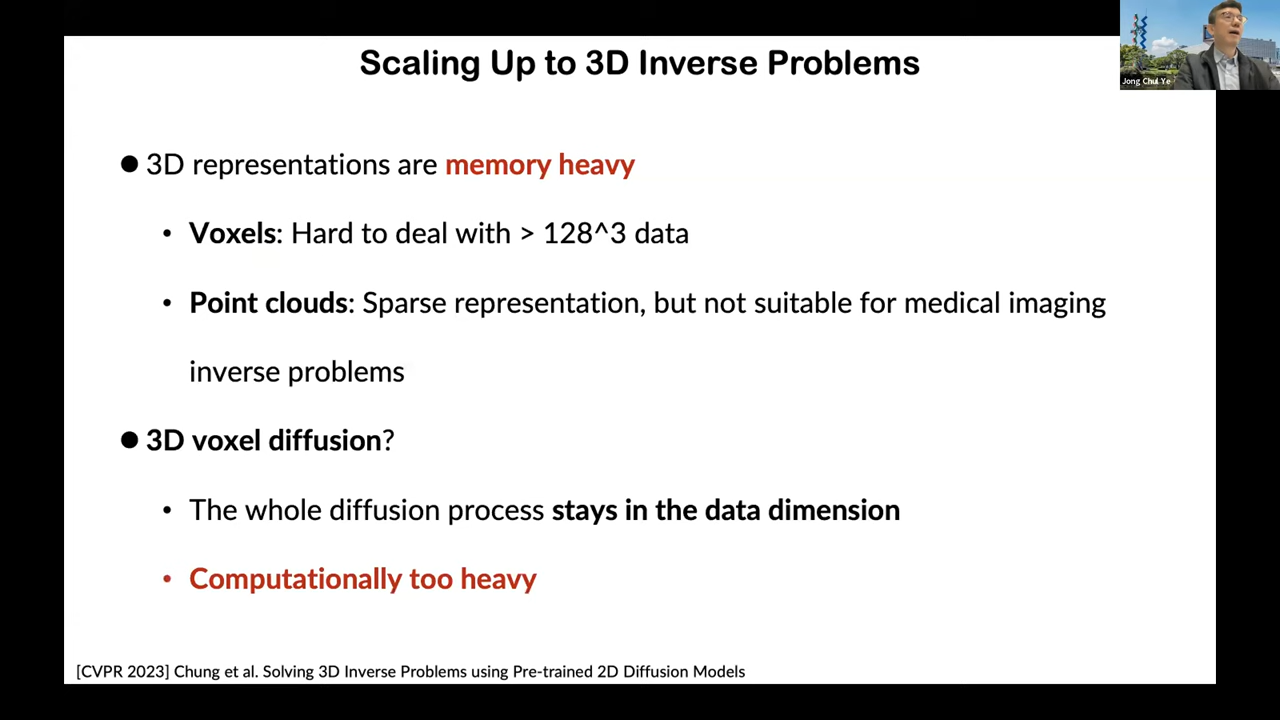 Scaling Up to 3D Inverse Problems
Jong Chul Ye
● 3D representations are memory heavy
• Voxels: Hard to deal with > 128^3 data
• Point clouds: Sparse representation, but not suitable for medical imaging
inverse problems
● 3D voxel diffusion?
• The whole diffusion process stays in the data dimension
• Computationally too heavy
[CVPR 2023] Chung et al. Solving 3D Inverse Problems using Pre-trained 2D Diffusion Models